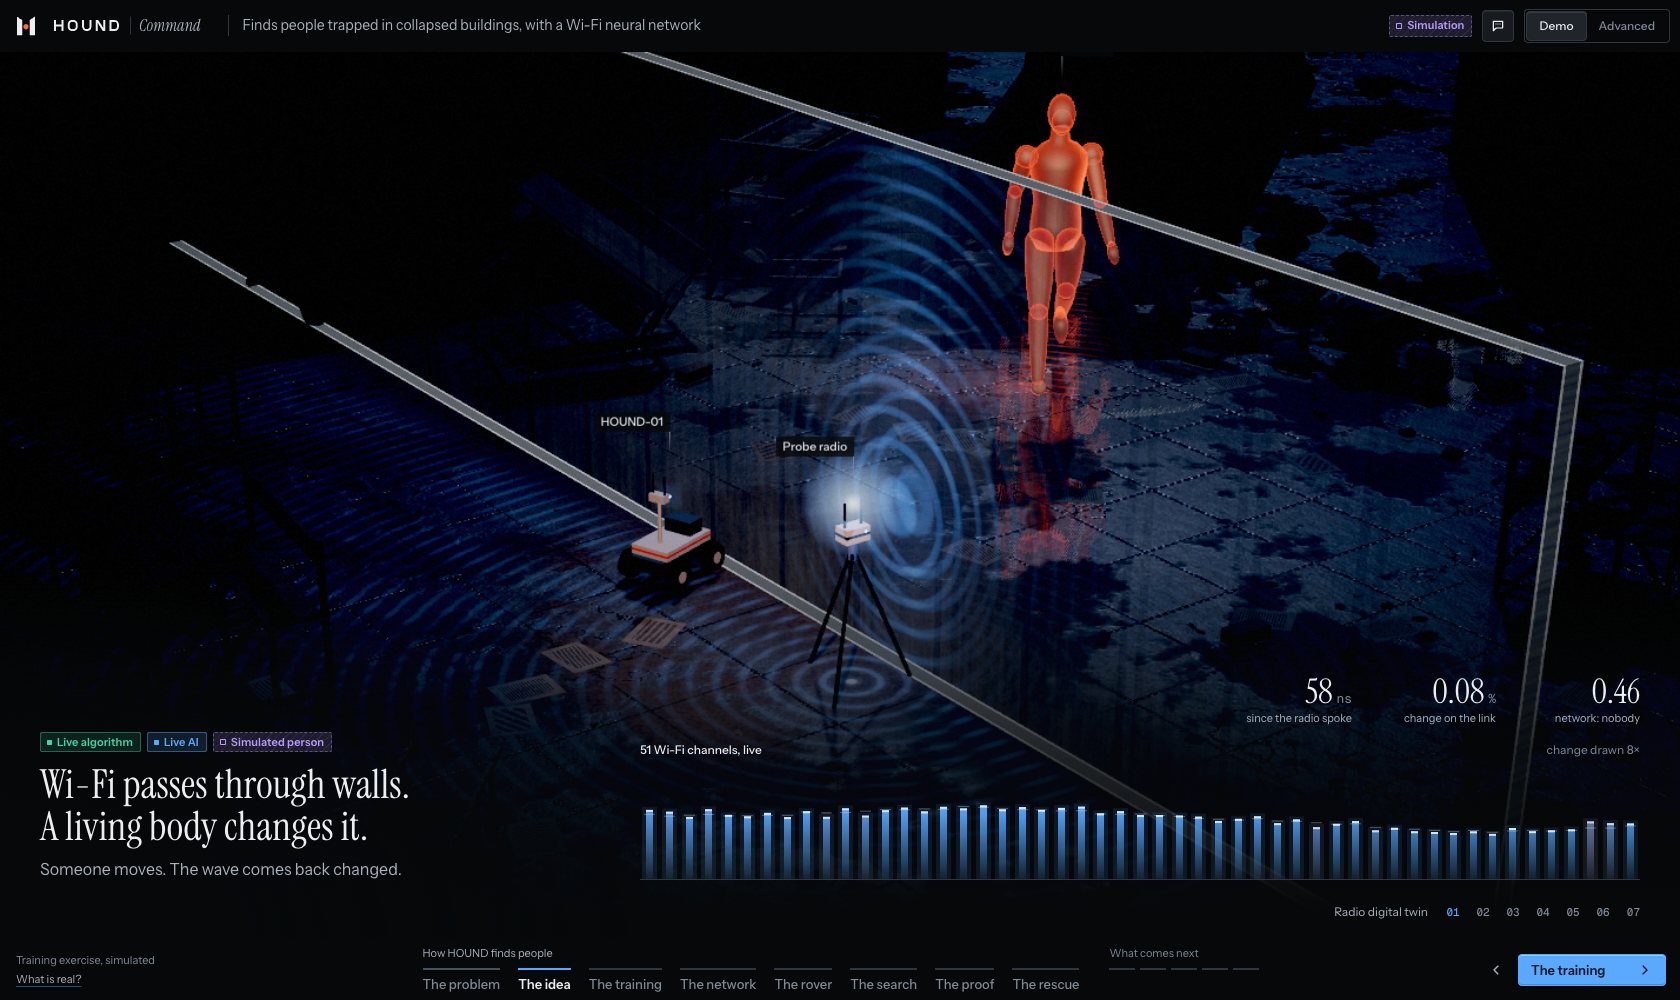 HOUND Command
Finds people trapped in collapsed buildings, with a Wi-Fi neural network
Simulation
Demo
Advanced
HOUND-01
Probe radio
58 ns
since the radio spoke
0.08 %
change on the link
0.46
network: nobody
Live algorithm
Live AI
Simulated person
Wi-Fi passes through walls.
A living body changes it.
Someone moves. The wave comes back changed.
51 Wi-Fi channels, live
change drawn 8×
Radio digital twin 01 02 03 04 05 06 07
Training exercise, simulated
What is real?
How HOUND finds people
The problem
The idea
The training
The network
The rover
The search
The proof
The rescue
What comes next
The training